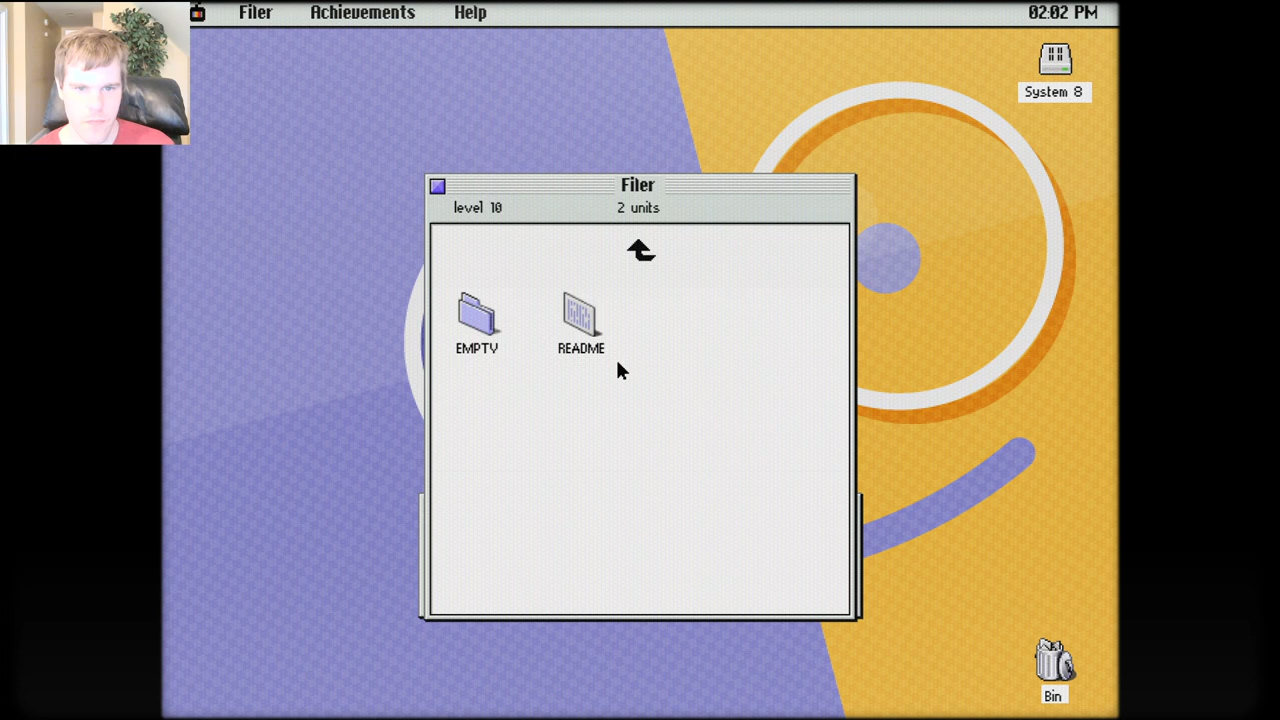 Filer Achievements Help 02:02 PM
System 8
Filer
level 10 2 units
EMPTY README
Bin